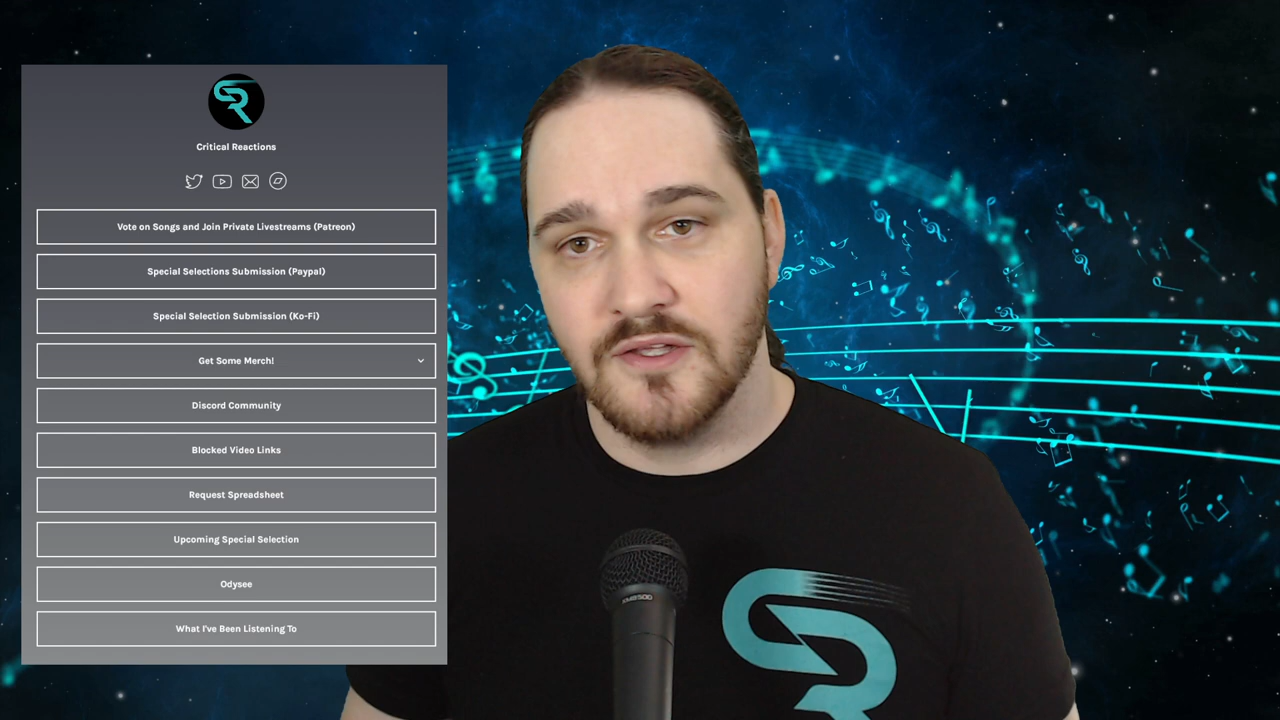 Critical Reactions
Vote on Songs and Join Private Livestreams (Patreon)
Special Selections Submission (Paypal)
Special Selection Submission (Ko-Fi)
Get Some Merch!
Discord Community
Blocked Video Links
Request Spreadsheet
Upcoming Special Selection
Odysee
What I've Been Listening To